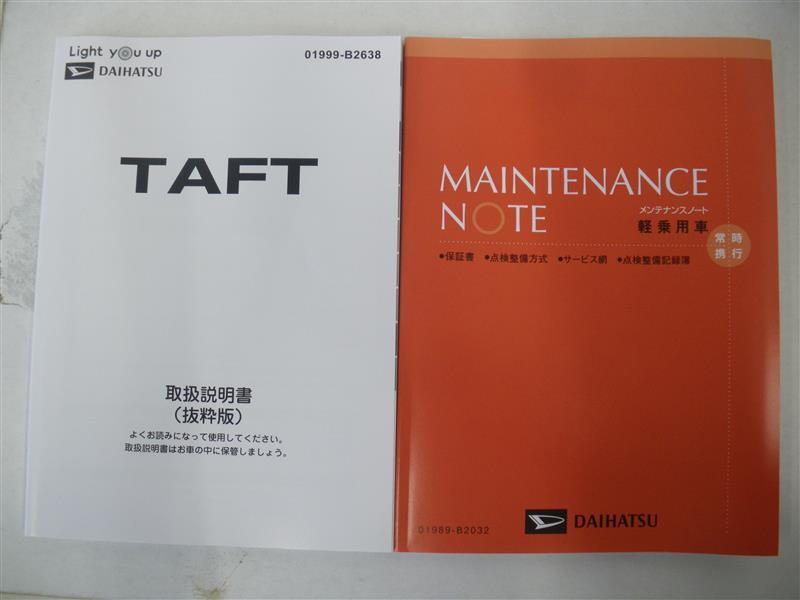 Light you up
DAIHATSU
01999-B2638
TAFT
取扱説明書
（抜粋版）
よくお読みになって使用してください。
取扱説明書はお車の中に保管しましょう。
MAINTENANCE
NOTE
メンテナンスノート
軽乗用車
常時
携行
●保証書 ●点検整備方式 ●サービス網 ●点検整備記録簿
01989-B2032
DAIHATSU